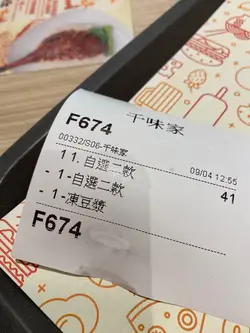 F674 千味家
00332/S06-千味家
09/04 12:55
11. 自選二款 41
- 1-自選二款
- 1-凍豆漿
F674